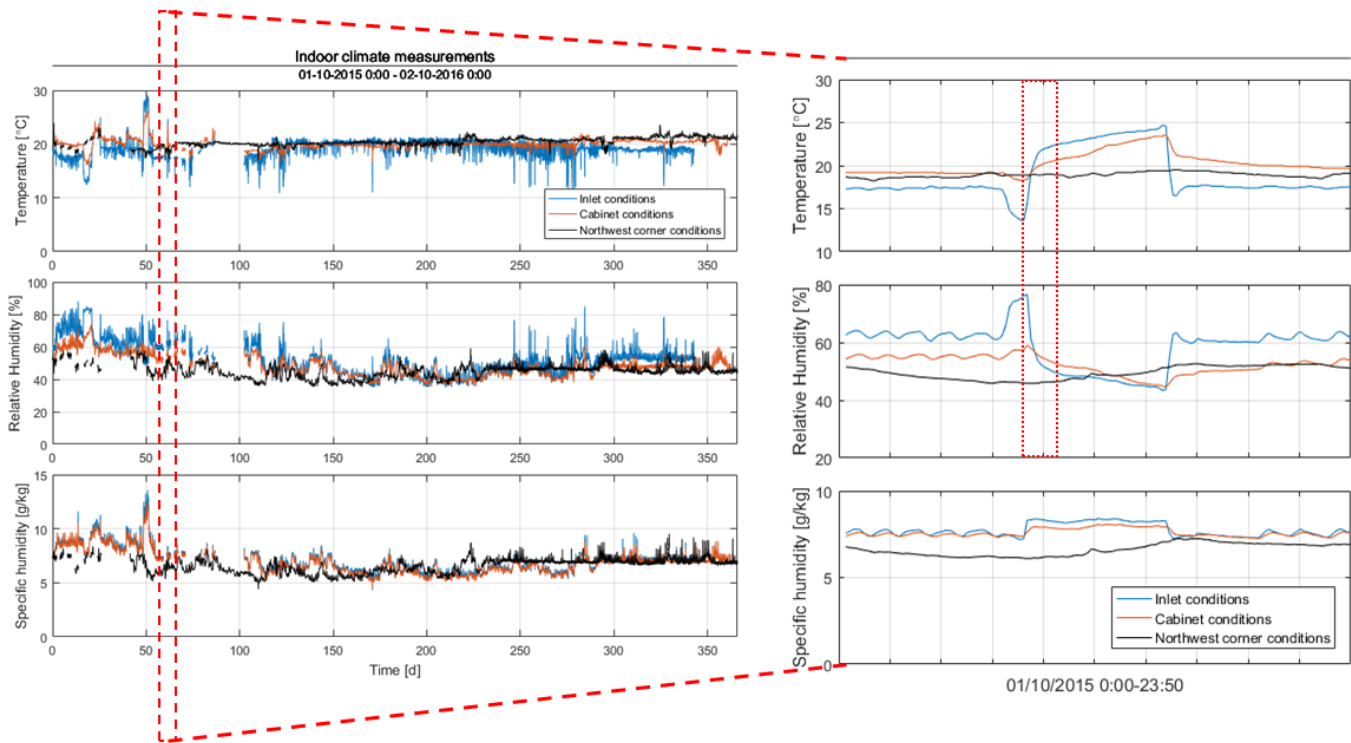 Indoor climate measurements
01-10-2015 0:00 - 02-10-2016 0:00
Temperature [°C]
30
20
10
0
0 50 100 150 200 250 300 350
Inlet conditions
Cabinet conditions
Northwest corner conditions
Relative Humidity [%]
100
80
60
40
20
0
0 50 100 150 200 250 300 350
Specific humidity [g/kg]
15
10
5
0
0 50 100 150 200 250 300 350
Time [d]
Temperature [°C]
30
25
20
15
10
Relative Humidity [%]
80
60
40
20
Specific humidity [g/kg]
10
5
0
Inlet conditions
Cabinet conditions
Northwest corner conditions
01/10/2015 0:00-23:50